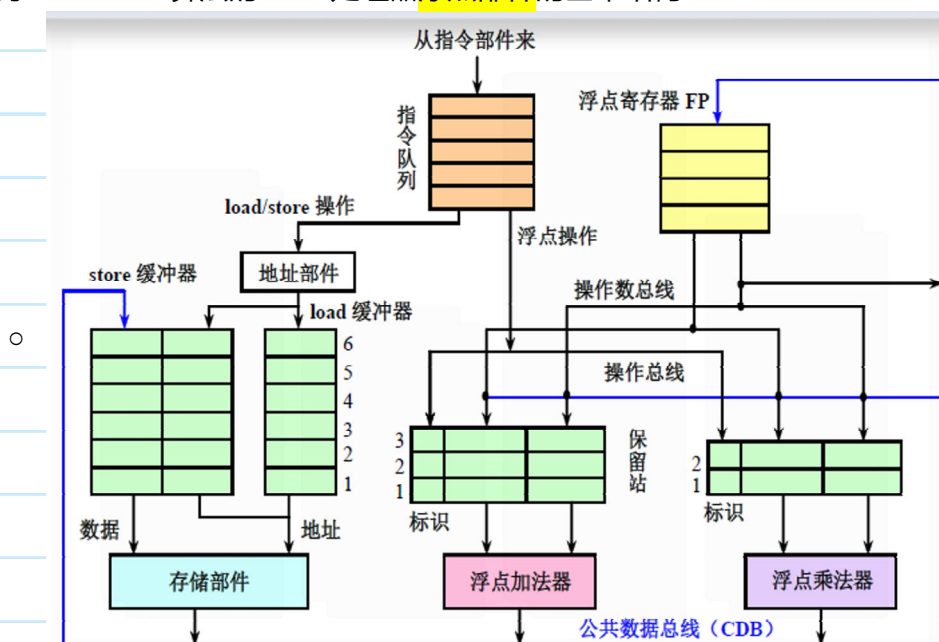 从指令部件来
浮点寄存器 FP
指令队列
load/store 操作
浮点操作
store 缓冲器
地址部件
操作数总线
load 缓冲器
6
5
4
3
2
1
操作总线
3
2
1
保留站
2
1
标识
标识
数据
地址
存储部件
浮点加法器
浮点乘法器
公共数据总线（CDB）